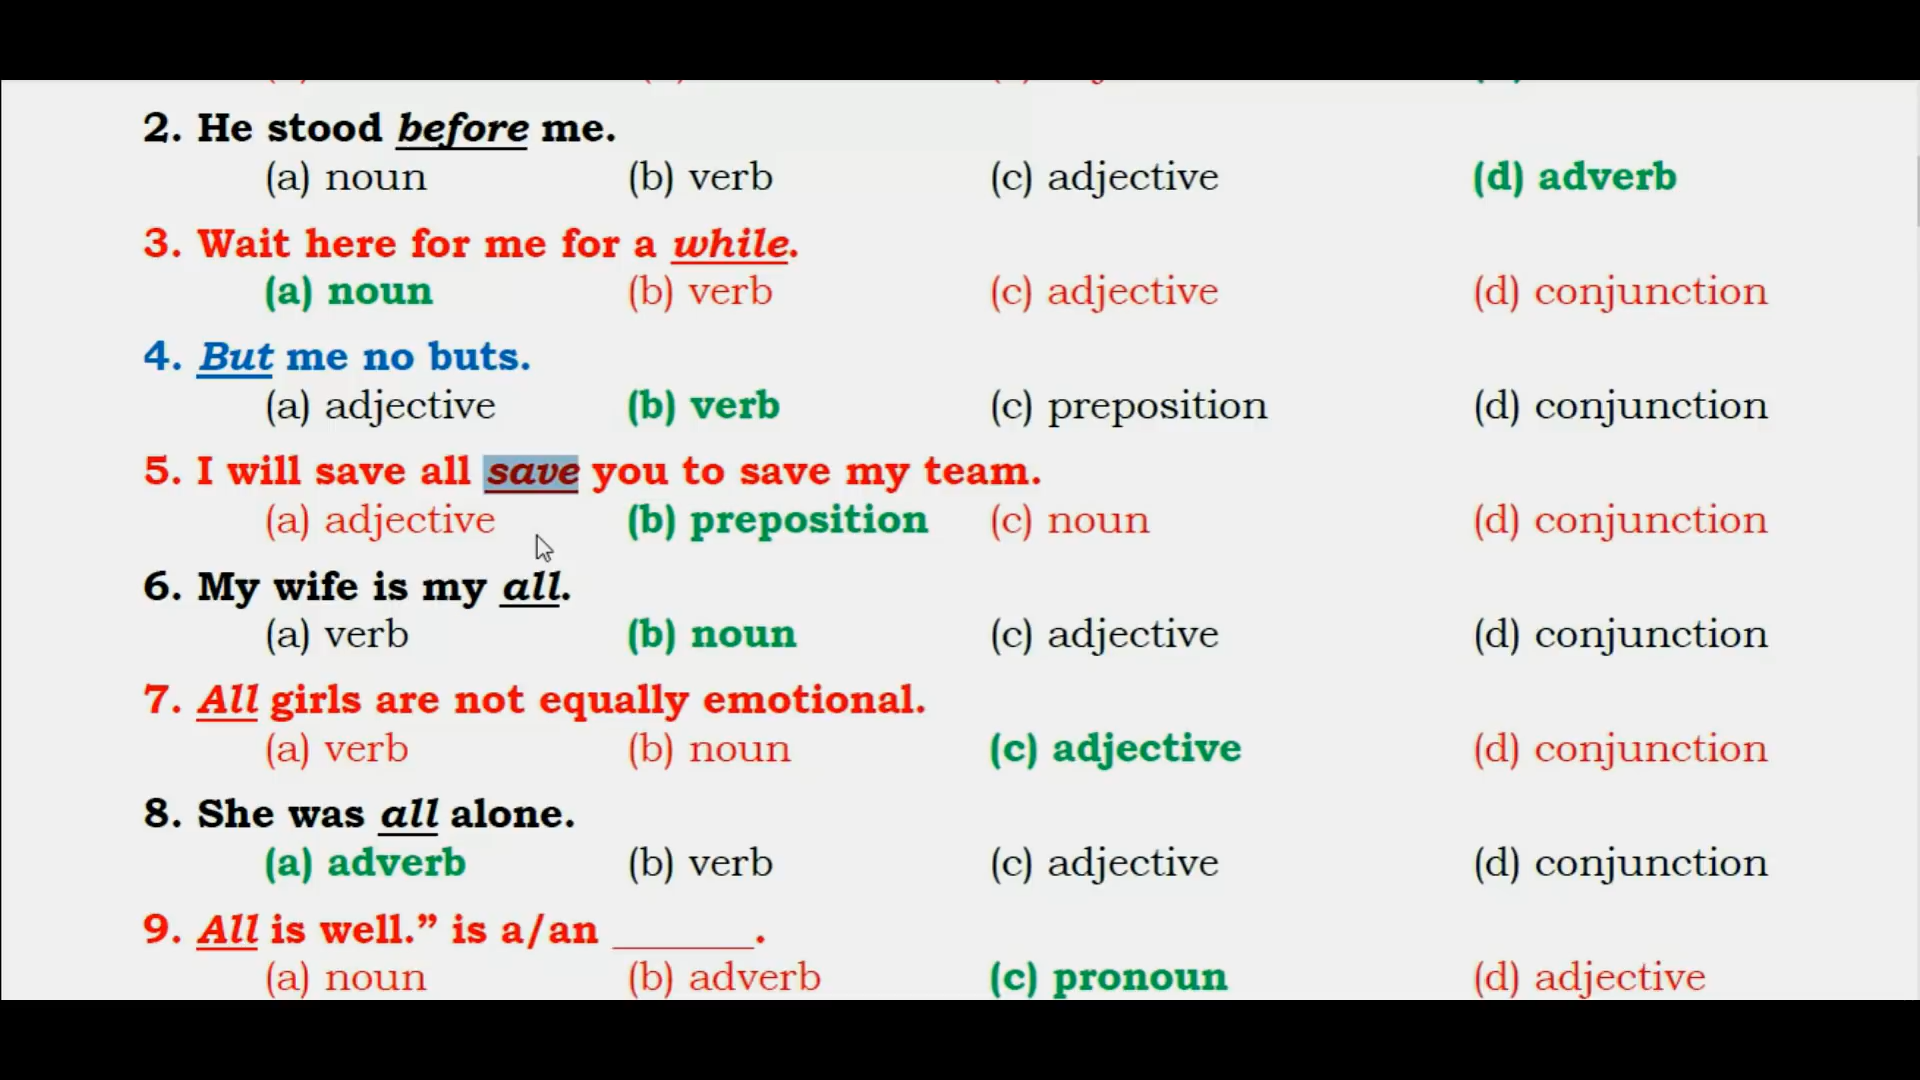 2. He stood before me.
(a) noun (b) verb (c) adjective (d) adverb
3. Wait here for me for a while.
(a) noun (b) verb (c) adjective (d) conjunction
4. But me no buts.
(a) adjective (b) verb (c) preposition (d) conjunction
5. I will save all save you to save my team.
(a) adjective (b) preposition (c) noun (d) conjunction
6. My wife is my all.
(a) verb (b) noun (c) adjective (d) conjunction
7. All girls are not equally emotional.
(a) verb (b) noun (c) adjective (d) conjunction
8. She was all alone.
(a) adverb (b) verb (c) adjective (d) conjunction
9. All is well.” is a/an _______.
(a) noun (b) adverb (c) pronoun (d) adjective